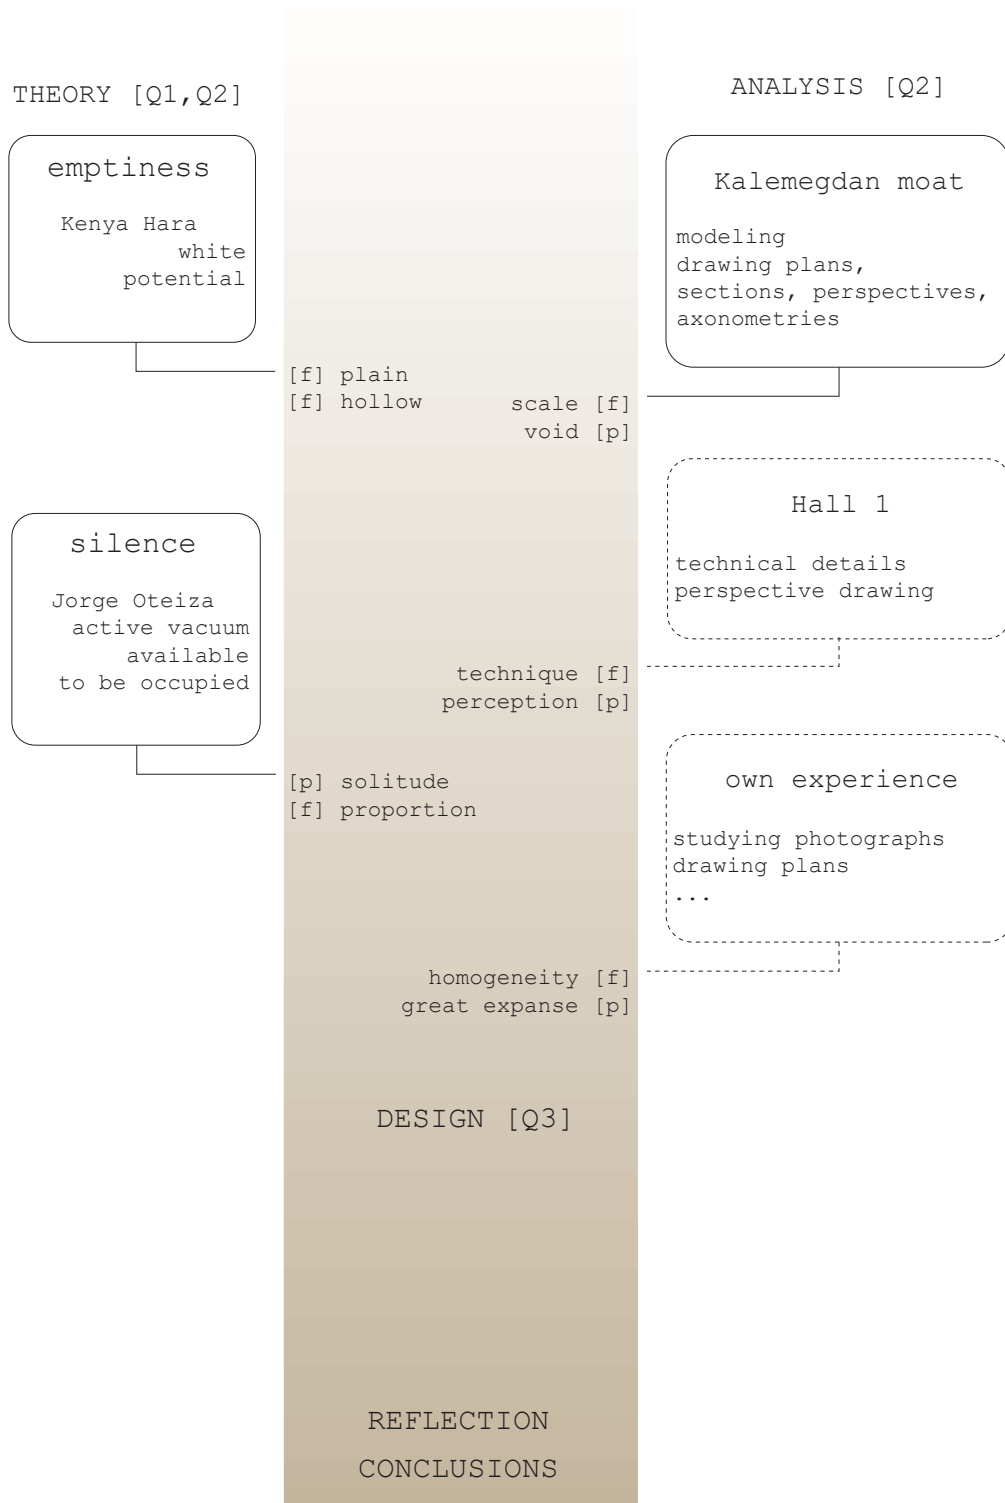 THEORY [Q1,Q2]
emptiness
Kenya Hara
white
potential
[f] plain
[f] hollow
silence
Jorge Oteiza
active vacuum
available
to be occupied
[p] solitude
[f] proportion
ANALYSIS [Q2]
Kalemegdan moat
modeling
drawing plans,
sections, perspectives,
axonometries
scale [f]
void [p]
Hall 1
technical details
perspective drawing
technique [f]
perception [p]
own experience
studying photographs
drawing plans
...
homogeneity [f]
great expanse [p]
DESIGN [Q3]
REFLECTION
CONCLUSIONS